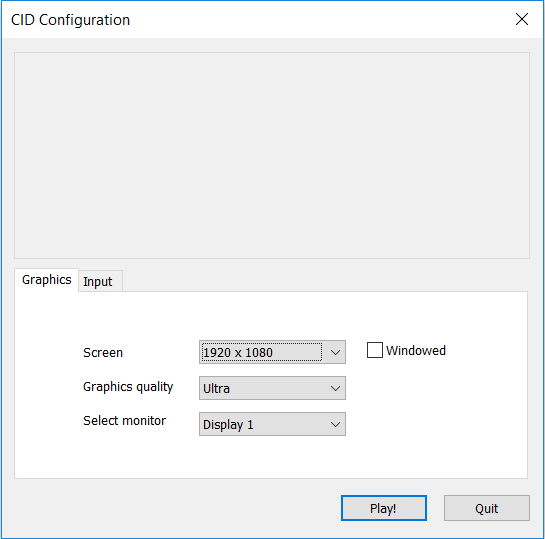 CID Configuration
Graphics
Input
Screen
1920 x 1080
Windowed
Graphics quality
Ultra
Select monitor
Display 1
Play!
Quit